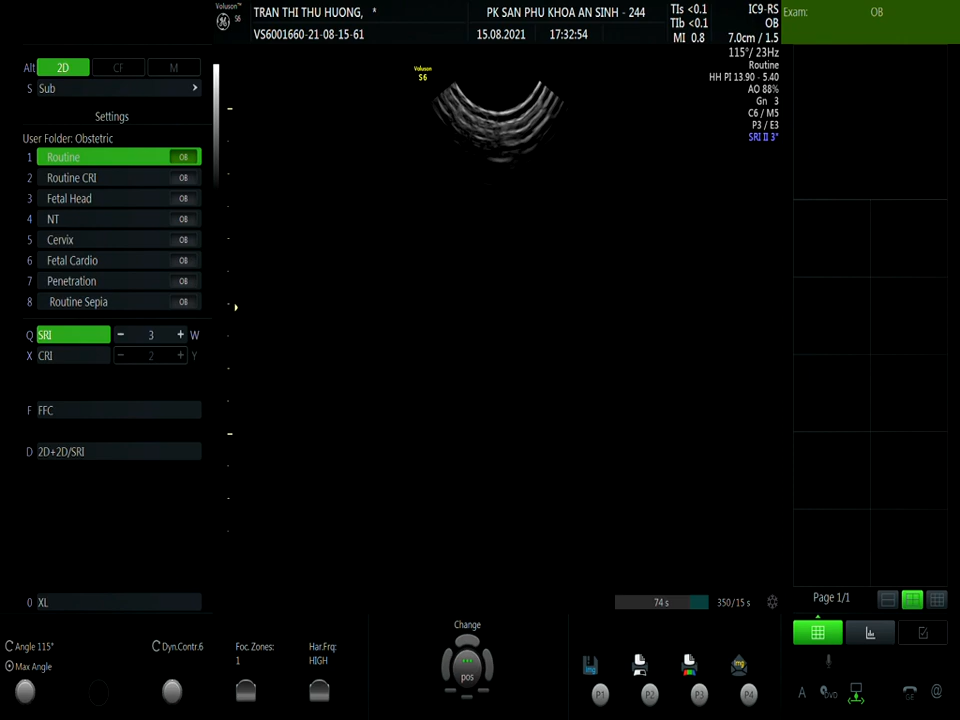 Voluson™
S6
TRAN THI THU HUONG, *
PK SAN PHU KHOA AN SINH - 244
VS6001660-21-08-15-61
15.08.2021
17:32:54
TIs <0.1
TIb <0.1
MI 0.8
IC9-RS
OB
7.0cm / 1.5
115°/ 23Hz
Routine
HH PI 13.90 - 5.40
AO 88%
Gn 3
C6 / M5
P3 / E3
SRI II 3*
Exam: OB
Alt 2D CF M
S Sub >
Settings
User Folder: Obstetric
1 Routine OB
2 Routine CRI OB
3 Fetal Head OB
4 NT OB
5 Cervix OB
6 Fetal Cardio OB
7 Penetration OB
8 Routine Sepia OB
Q SRI − 3 + W
X CRI − 2 + Y
F FFC
D 2D+2D/SRI
0 XL
Voluson
S6
74 s
350/15 s
Page 1/1
Angle 115°
Max Angle
Dyn.Contr.6
Foc. Zones:
1
Har.Frq:
HIGH
Change
pos
img
P1
P2
P3
img
P4
A
DVD
GE
@